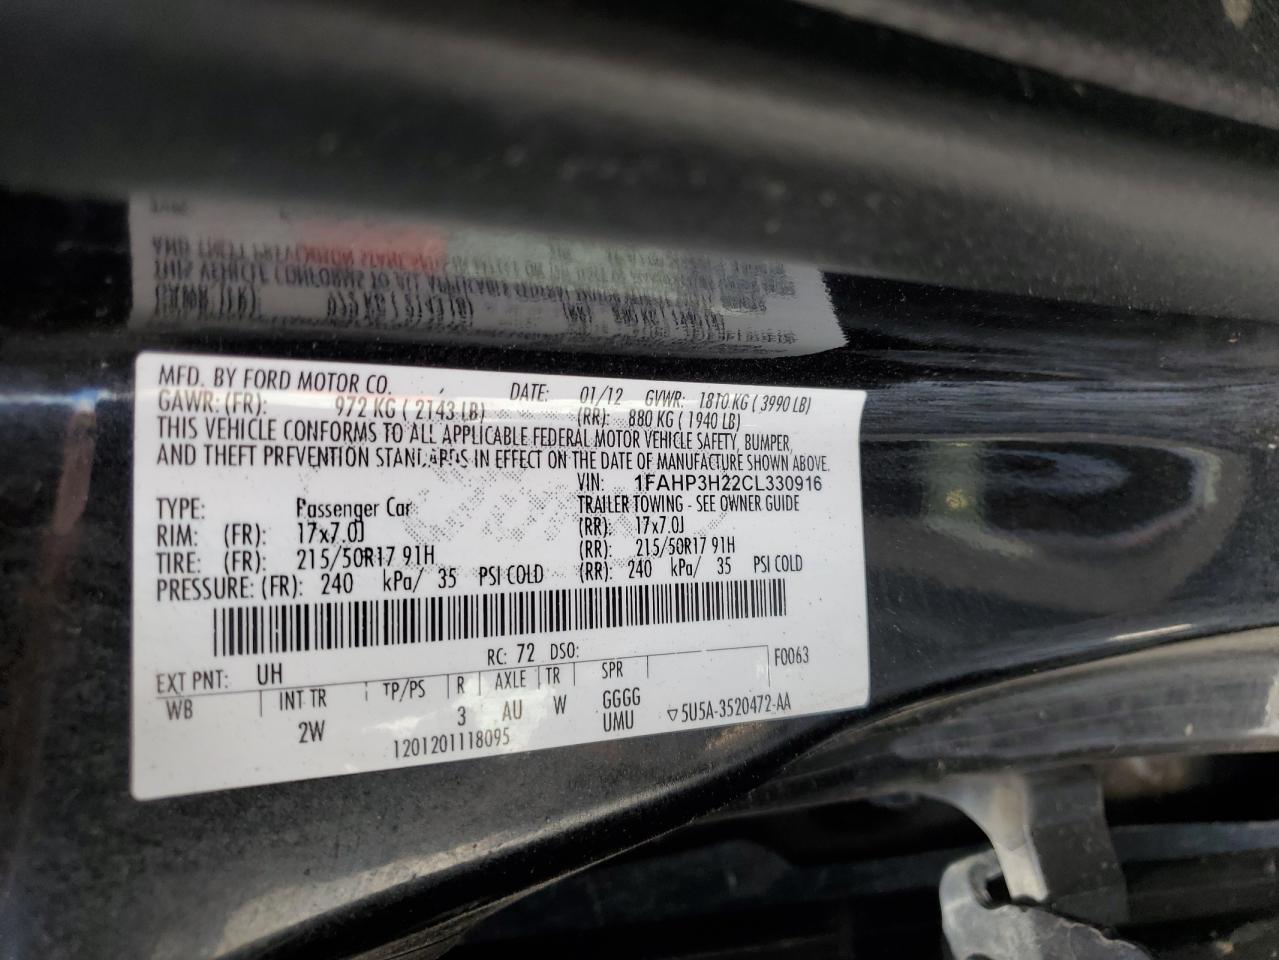 MFD. BY FORD MOTOR CO. DATE: 01/12 GVWR: 1810 KG ( 3990 LB)
GAWR: (FR): 972 KG ( 2143 LB) (RR): 880 KG ( 1940 LB)
THIS VEHICLE CONFORMS TO ALL APPLICABLE FEDERAL MOTOR VEHICLE SAFETY, BUMPER,
AND THEFT PREVENTION STANDARDS IN EFFECT ON THE DATE OF MANUFACTURE SHOWN ABOVE.
VIN: 1FAHP3H22CL330916
TYPE: Passenger Car TRAILER TOWING - SEE OWNER GUIDE
RIM: (FR): 17x7.0J (RR): 17x7.0J
TIRE: (FR): 215/50R17 91H (RR): 215/50R17 91H
PRESSURE: (FR): 240 kPa/ 35 PSI COLD (RR): 240 kPa/ 35 PSI COLD
RC: 72 DSO: F0063
EXT PNT: UH
WB INT TR TP/PS R AXLE TR SPR
2W 3 AU W GGGG
UMU ▽5U5A-3520472-AA
1201201118095